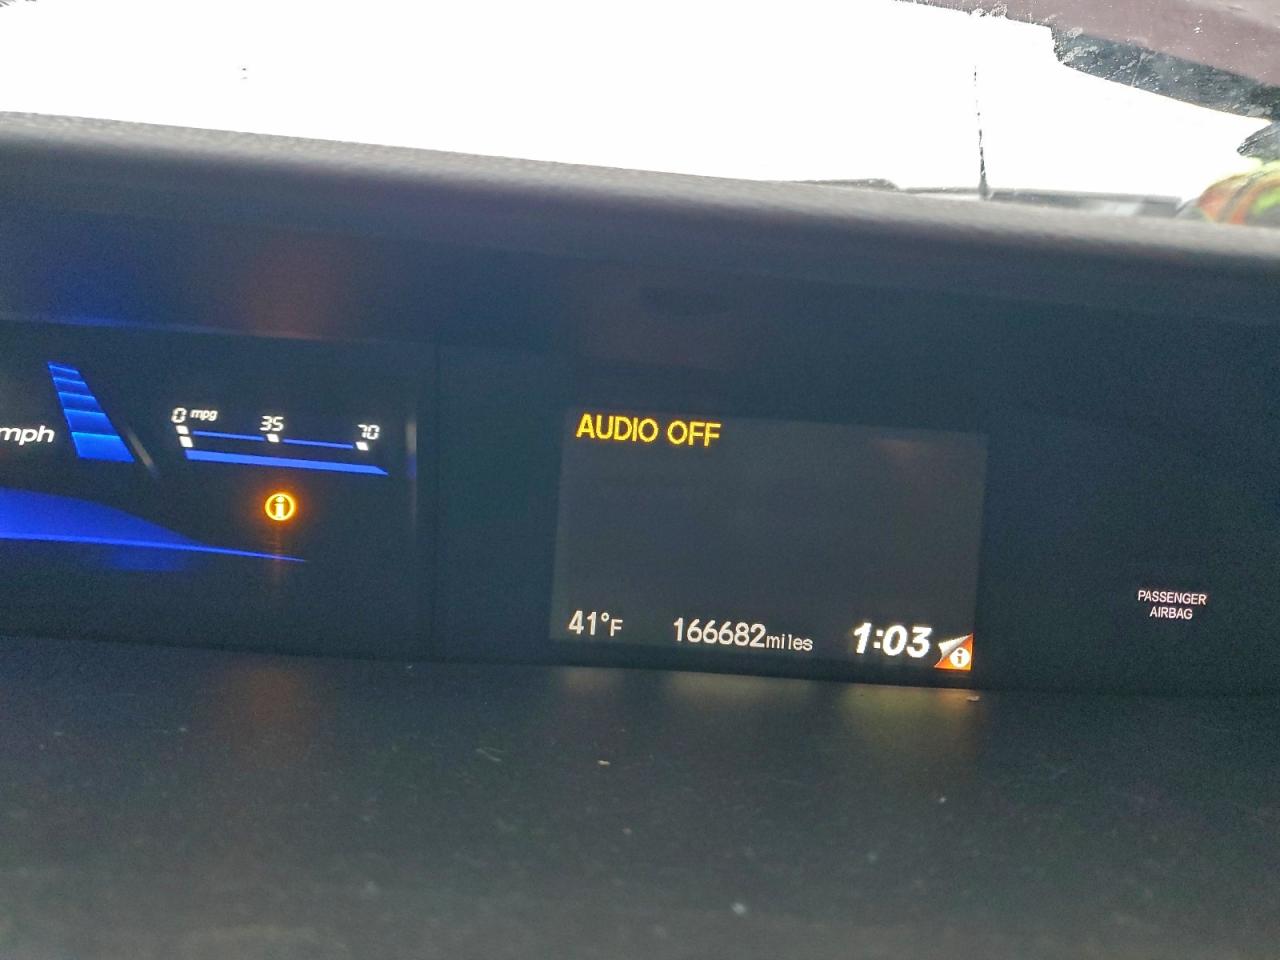 mph
0 mpg 35 70
i
AUDIO OFF
41°F 166682miles 1:03 i
PASSENGER
AIRBAG